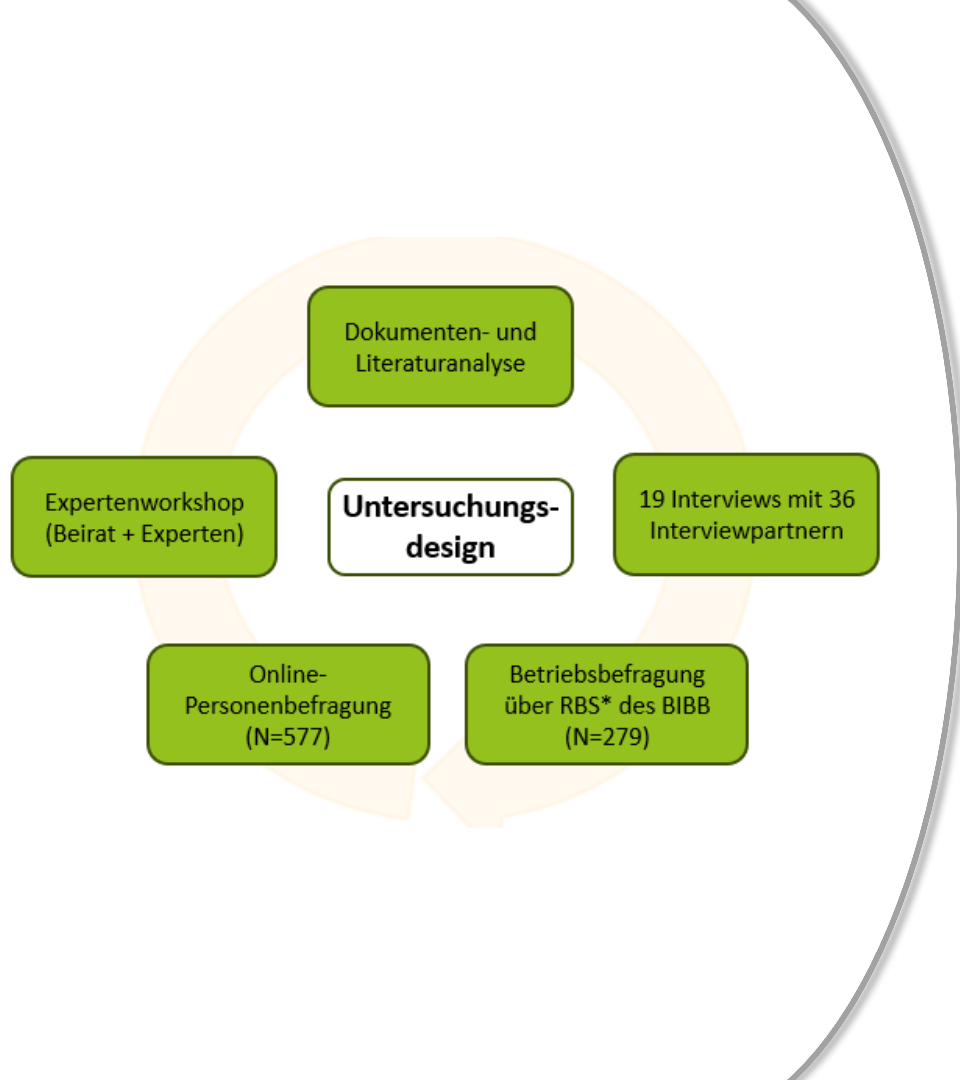 Dokumenten- und
Literaturanalyse
Expertenworkshop
(Beirat + Experten)
Untersuchungs-
design
19 Interviews mit 36
Interviewpartnern
Online-
Personenbefragung
(N=577)
Betriebsbefragung
über RBS* des BIBB
(N=279)